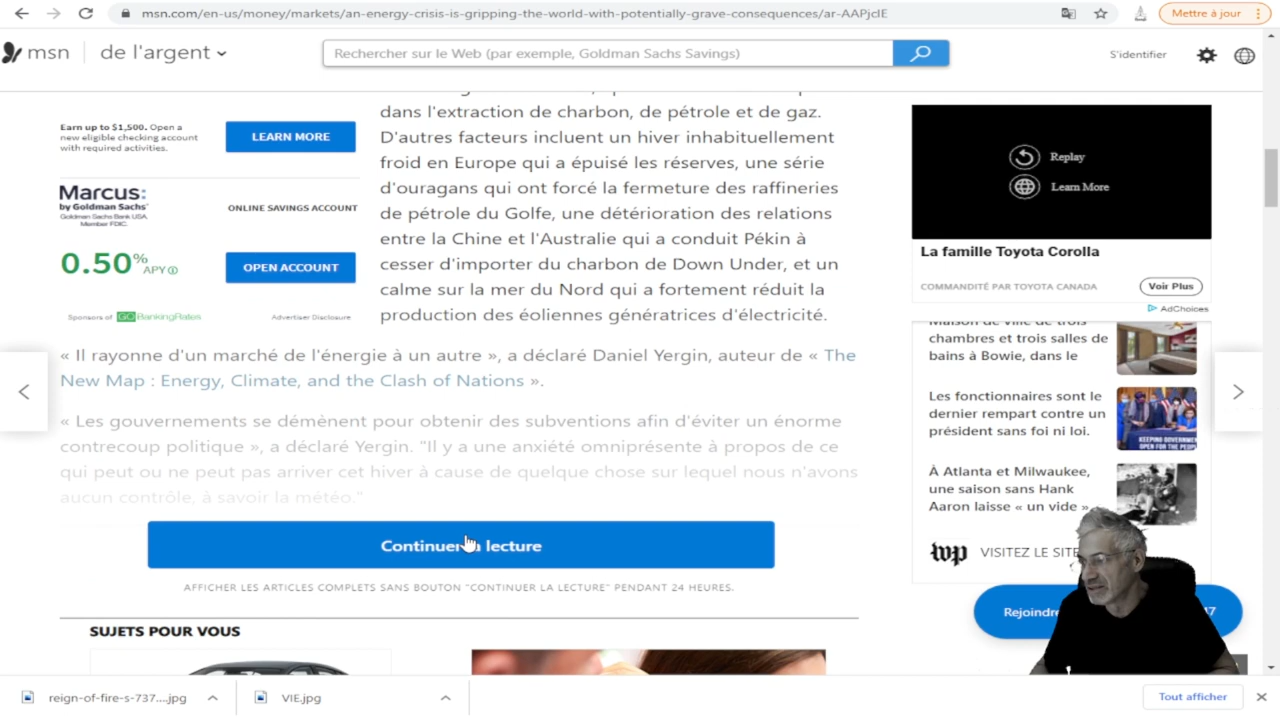 msn.com/en-us/money/markets/an-energy-crisis-is-gripping-the-world-with-potentially-grave-consequences/ar-AAPjclE
Mettre à jour
msn
de l'argent
Rechercher sur le Web (par exemple, Goldman Sachs Savings)
S'identifier
Earn up to $1,500. Open a
new eligible checking account
with required activities.
LEARN MORE
Marcus:
by Goldman Sachs®
Goldman Sachs Bank USA.
Member FDIC.
ONLINE SAVINGS ACCOUNT
0.50% APY
OPEN ACCOUNT
Sponsors of GOBankingRates
Advertiser Disclosure
dans l'extraction de charbon, de pétrole et de gaz.
D'autres facteurs incluent un hiver inhabituellement
froid en Europe qui a épuisé les réserves, une série
d'ouragans qui ont forcé la fermeture des raffineries
de pétrole du Golfe, une détérioration des relations
entre la Chine et l'Australie qui a conduit Pékin à
cesser d'importer du charbon de Down Under, et un
calme sur la mer du Nord qui a fortement réduit la
production des éoliennes génératrices d'électricité.
« Il rayonne d'un marché de l'énergie à un autre », a déclaré Daniel Yergin, auteur de « The
New Map : Energy, Climate, and the Clash of Nations ».
« Les gouvernements se démènent pour obtenir des subventions afin d'éviter un énorme
contrecoup politique », a déclaré Yergin. "Il y a une anxiété omniprésente à propos de ce
qui peut ou ne peut pas arriver cet hiver à cause de quelque chose sur lequel nous n'avons
aucun contrôle, à savoir la météo."
Continuer la lecture
AFFICHER LES ARTICLES COMPLETS SANS BOUTON "CONTINUER LA LECTURE" PENDANT 24 HEURES.
SUJETS POUR VOUS
Replay
Learn More
La famille Toyota Corolla
COMMANDITÉ PAR TOYOTA CANADA
Voir Plus
AdChoices
Maison de ville de trois
chambres et trois salles de
bains à Bowie, dans le
Les fonctionnaires sont le
dernier rempart contre un
président sans foi ni loi.
KEEPING GOVERNMENT
OPEN FOR THE PEOPLE
À Atlanta et Milwaukee,
une saison sans Hank
Aaron laisse « un vide ».
wp VISITEZ LE SITE
Rejoindre
reign-of-fire-s-737....jpg
VIE.jpg
Tout afficher